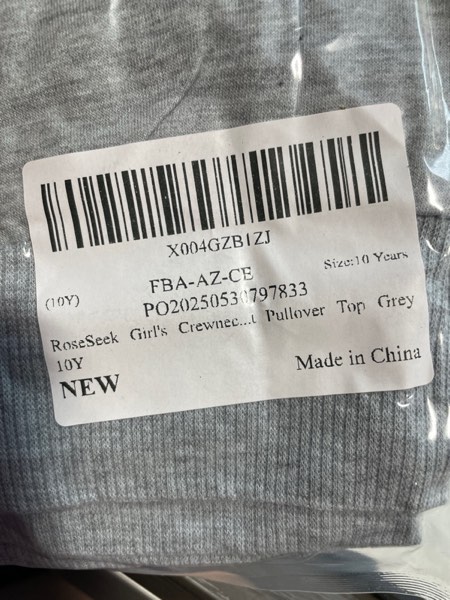 X004GZB1ZJ
(10Y) FBA-AZ-CE Size:10 Years
PO20250530797833
RoseSeek Girl's Crewnec...t Pullover Top Grey
10Y
NEW Made in China